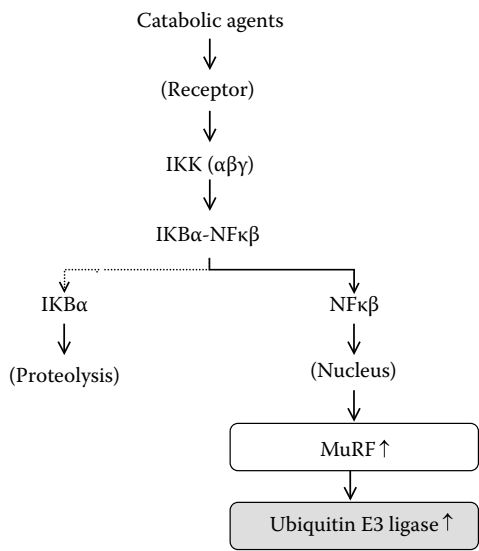 Catabolic agents
(Receptor)
IKK (αβγ)
IKBα-NFκβ
IKBα
NFκβ
(Proteolysis)
(Nucleus)
MuRF↑
Ubiquitin E3 ligase↑